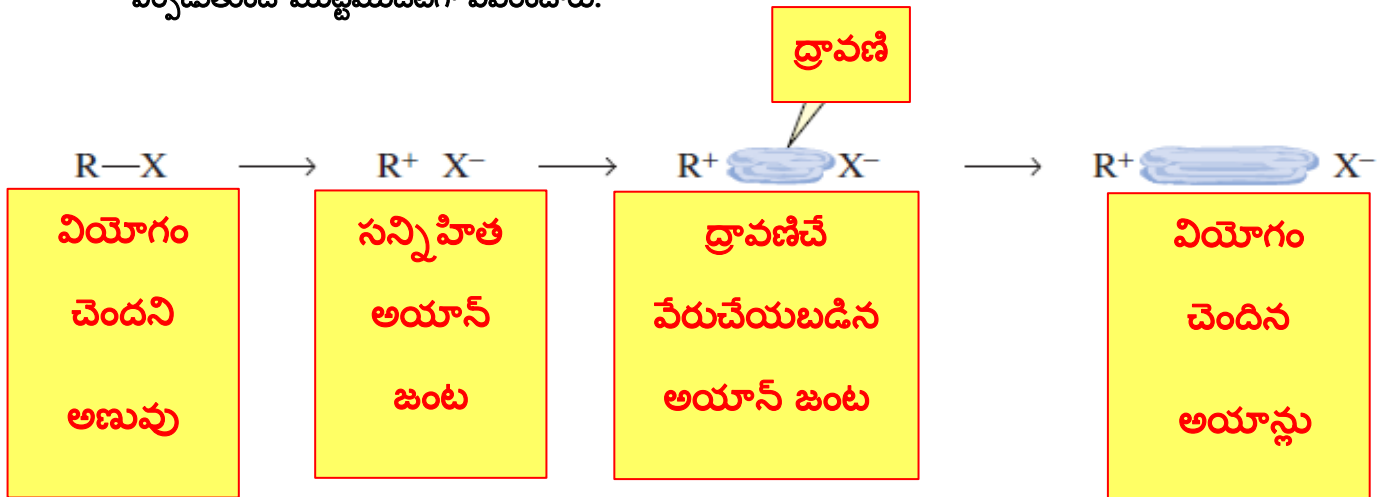 ద్రావణి
R—X ⟶ R⁺ X⁻ ⟶ R⁺ X⁻ ⟶ R⁺ X⁻
వియోగం
చెందని
అణువు
సన్నిహిత
అయాన్
జంట
ద్రావణిచే
వేరుచేయబడిన
అయాన్ జంట
వియోగం
చెందిన
అయాన్లు